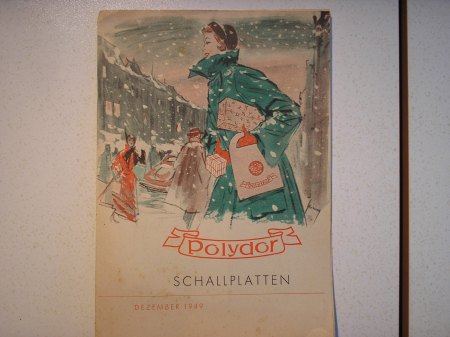 Polydor
SCHALLPLATTEN
DEZEMBER 1949